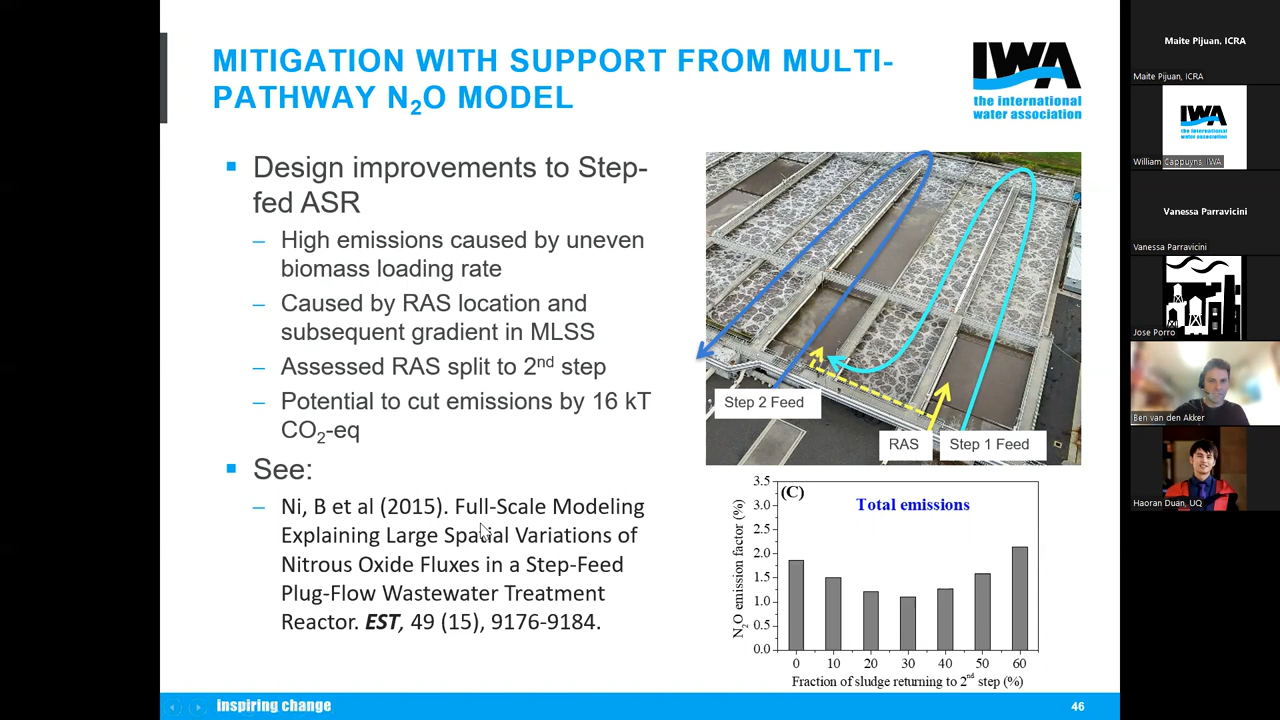 MITIGATION WITH SUPPORT FROM MULTI-
PATHWAY N2O MODEL
IWA
the international
water association
Design improvements to Step-
fed ASR
– High emissions caused by uneven
biomass loading rate
– Caused by RAS location and
subsequent gradient in MLSS
– Assessed RAS split to 2nd step
– Potential to cut emissions by 16 kT
CO2-eq
See:
– Ni, B et al (2015). Full-Scale Modeling
Explaining Large Spatial Variations of
Nitrous Oxide Fluxes in a Step-Feed
Plug-Flow Wastewater Treatment
Reactor. EST, 49 (15), 9176-9184.
Step 2 Feed
RAS
Step 1 Feed
(C)
Total emissions
N2O emission factor (%)
3.5
3.0
2.5
2.0
1.5
1.0
0.5
0.0
0 10 20 30 40 50 60
Fraction of sludge returning to 2nd step (%)
inspiring change
46
Maite Pijuan, ICRA
Maite Pijuan, ICRA
IWA
the international
water association
William Cappuyns, IWA
Vanessa Parravicini
Vanessa Parravicini
Jose Porro
Ben van den Akker
Haoran Duan, UQ